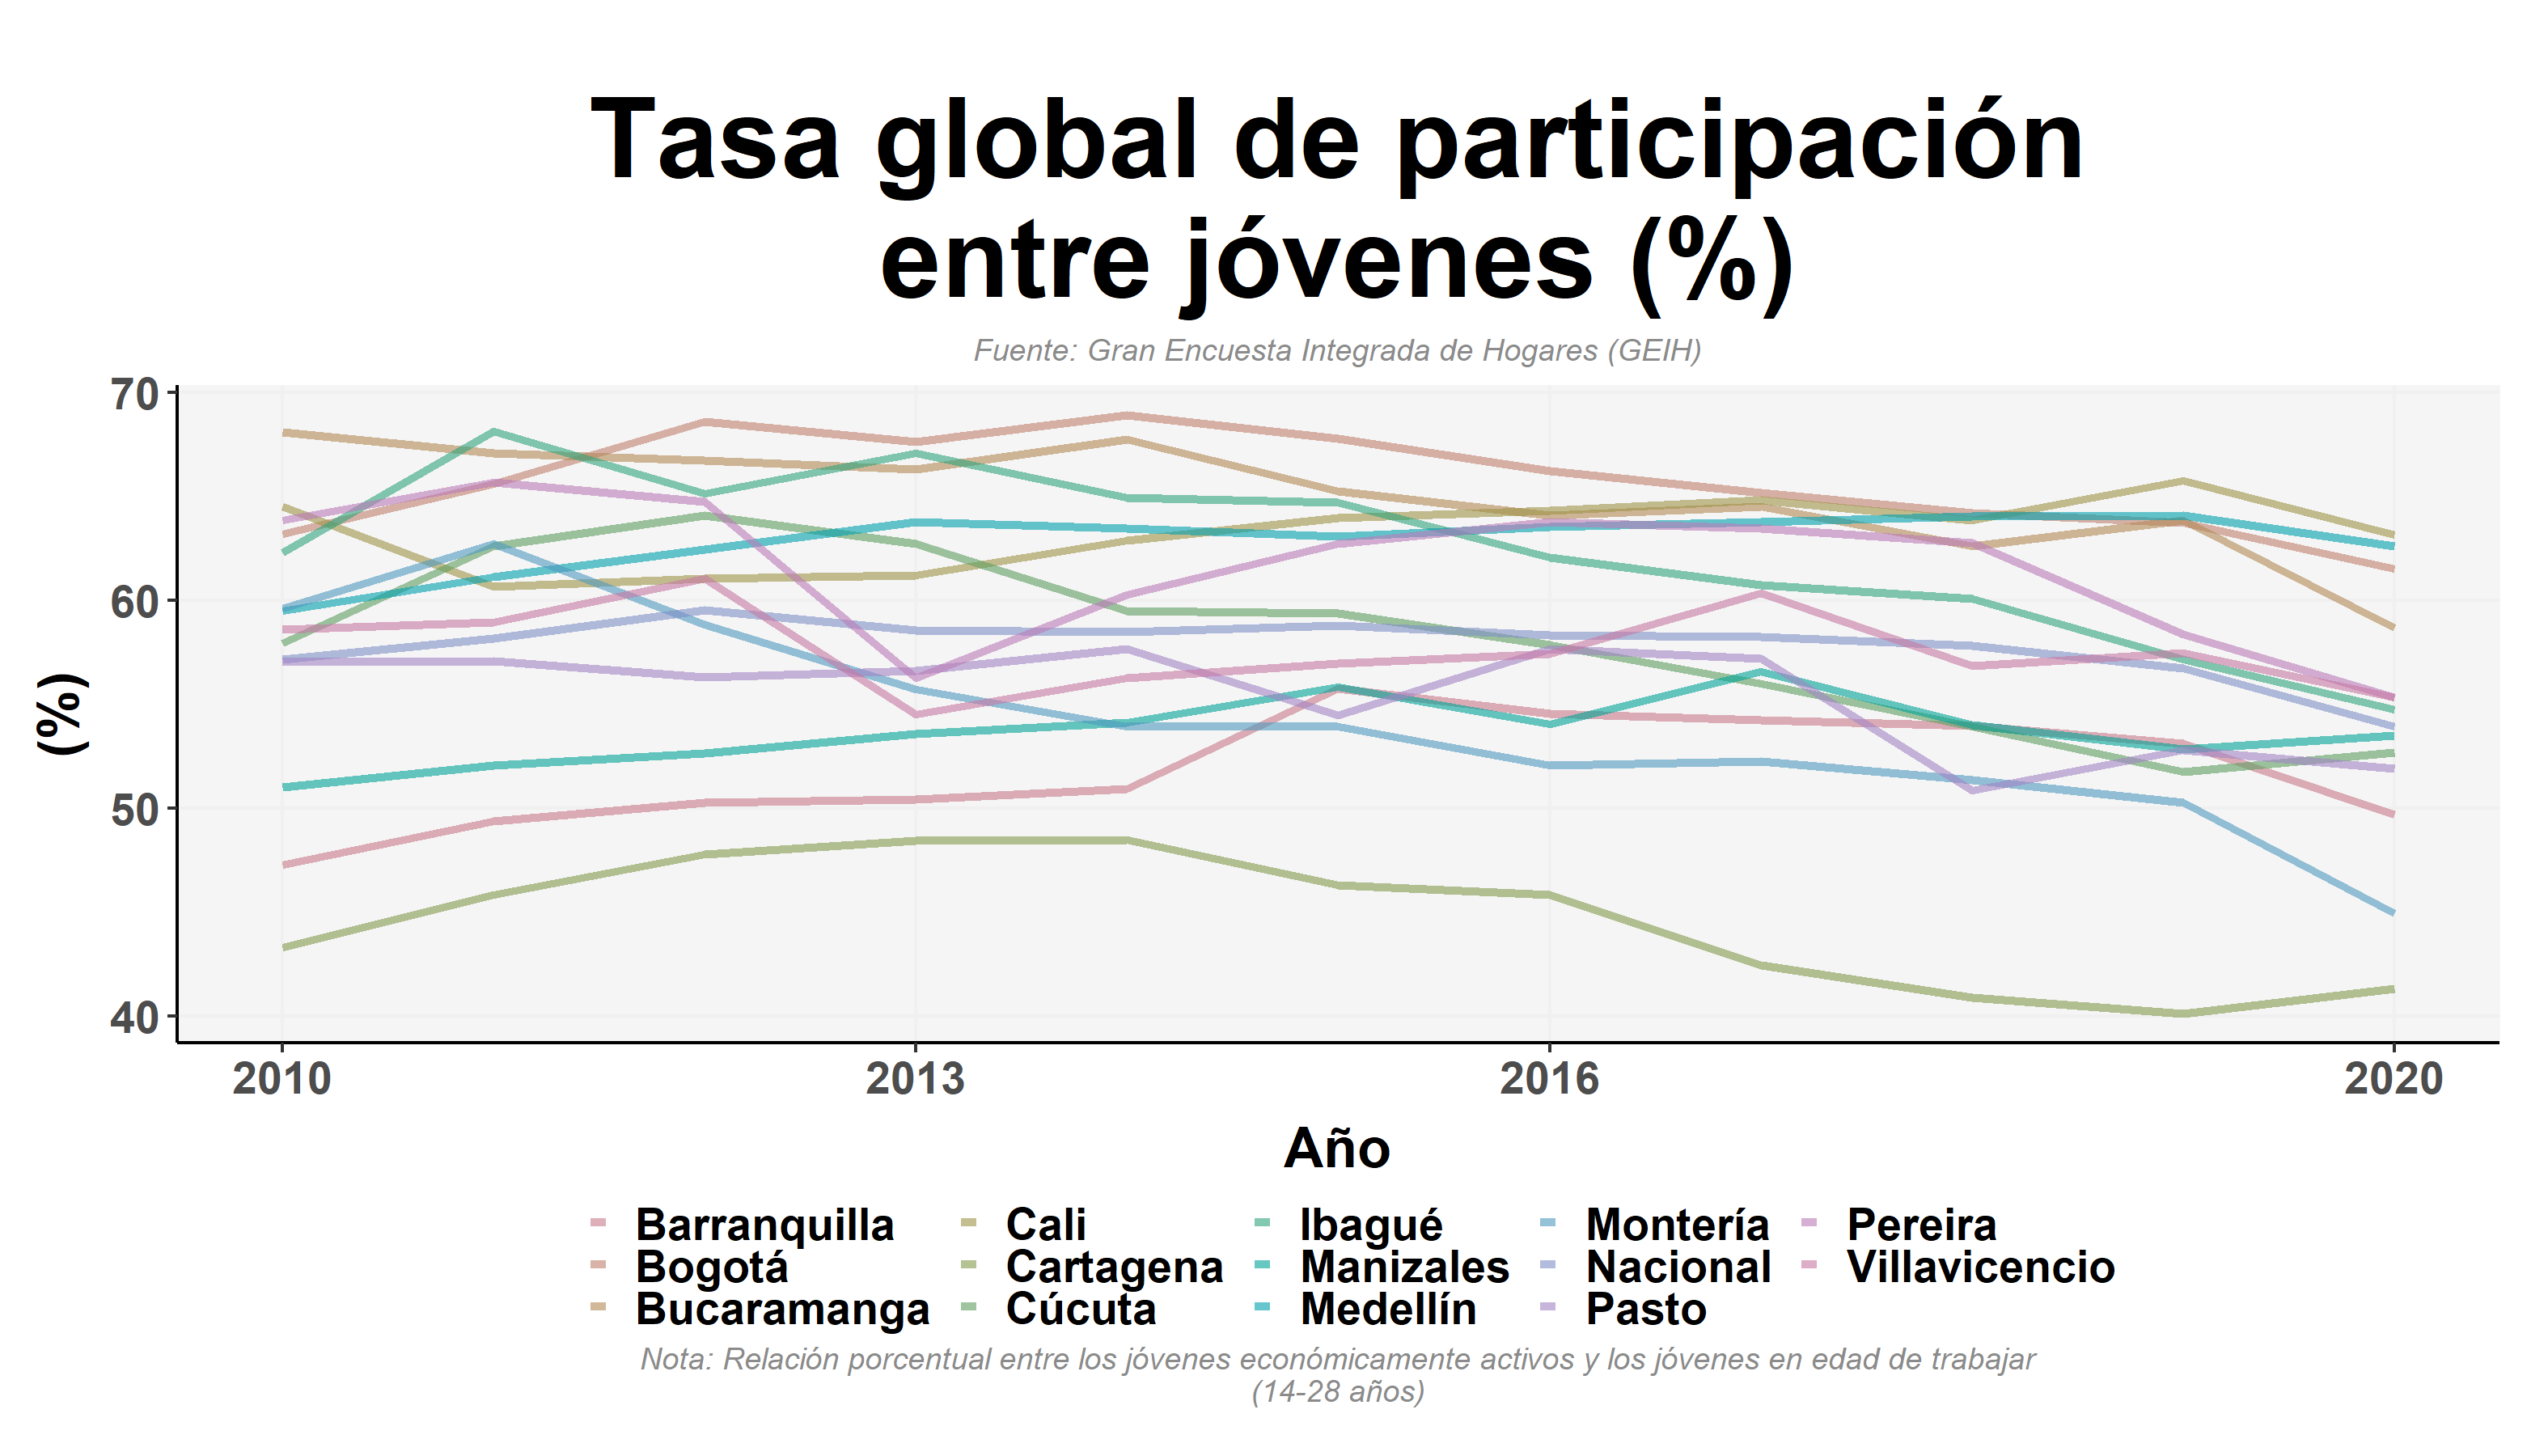 Tasa global de participación
entre jóvenes (%)
Fuente: Gran Encuesta Integrada de Hogares (GEIH)
70
60
50
40
(%)
2010 2013 2016 2020
Año
Barranquilla Cali Ibagué Montería Pereira
Bogotá Cartagena Manizales Nacional Villavicencio
Bucaramanga Cúcuta Medellín Pasto
Nota: Relación porcentual entre los jóvenes económicamente activos y los jóvenes en edad de trabajar
(14-28 años)